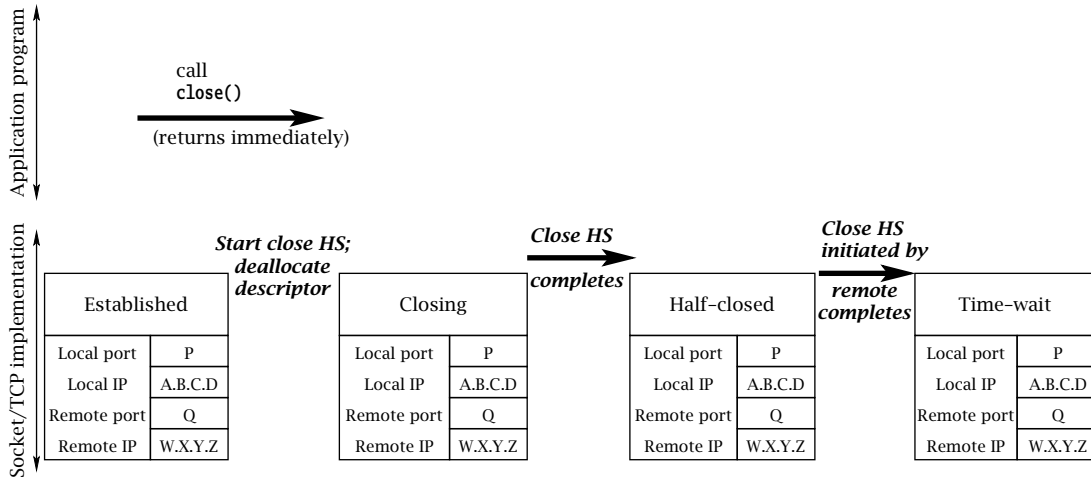 Application program
call
close()
(returns immediately)
Socket/TCP implementation
Start close HS;
deallocate
descriptor
Close HS
completes
Close HS
initiated by
remote
completes
Established
Local port P
Local IP A.B.C.D
Remote port Q
Remote IP W.X.Y.Z
Closing
Local port P
Local IP A.B.C.D
Remote port Q
Remote IP W.X.Y.Z
Half-closed
Local port P
Local IP A.B.C.D
Remote port Q
Remote IP W.X.Y.Z
Time-wait
Local port P
Local IP A.B.C.D
Remote port Q
Remote IP W.X.Y.Z